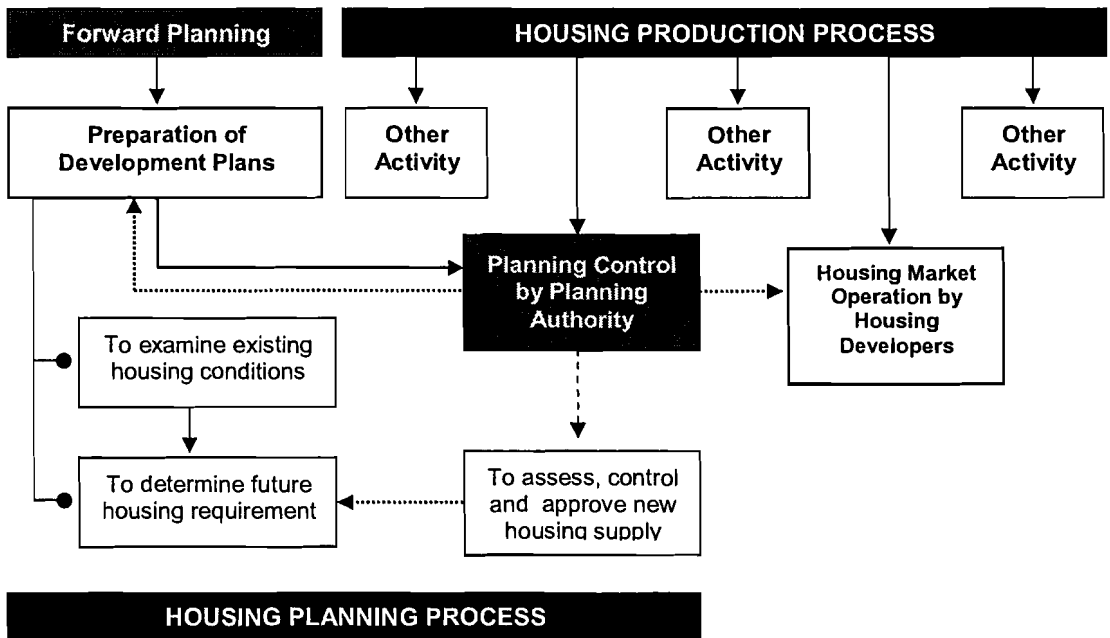 Forward Planning
HOUSING PRODUCTION PROCESS
Preparation of
Development Plans
Other
Activity
Other
Activity
Other
Activity
Planning Control
by Planning
Authority
Housing Market
Operation by
Housing
Developers
To examine existing
housing conditions
To determine future
housing requirement
To assess, control
and approve new
housing supply
HOUSING PLANNING PROCESS